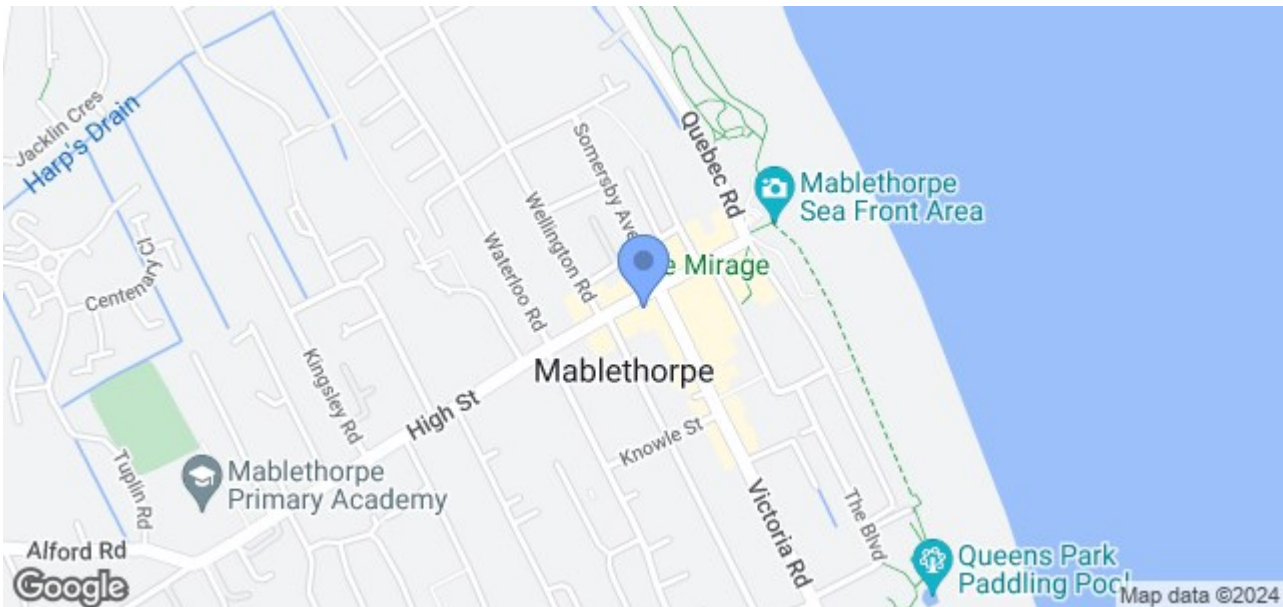 Jacklin Cres
Harp's Drain
Centenary Cl
Kingsley Rd
Tuplin Rd
Mablethorpe
Primary Academy
Alford Rd
High St
Waterloo Rd
Wellington Rd
Somersby Ave
Quebec Rd
Mablethorpe
Sea Front Area
e Mirage
Mablethorpe
Knowle St
Victoria Rd
The Blvd
Queens Park
Paddling Pool
Google
Map data ©2024